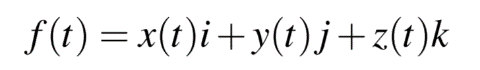 f(t) = x(t)i + y(t)j + z(t)k